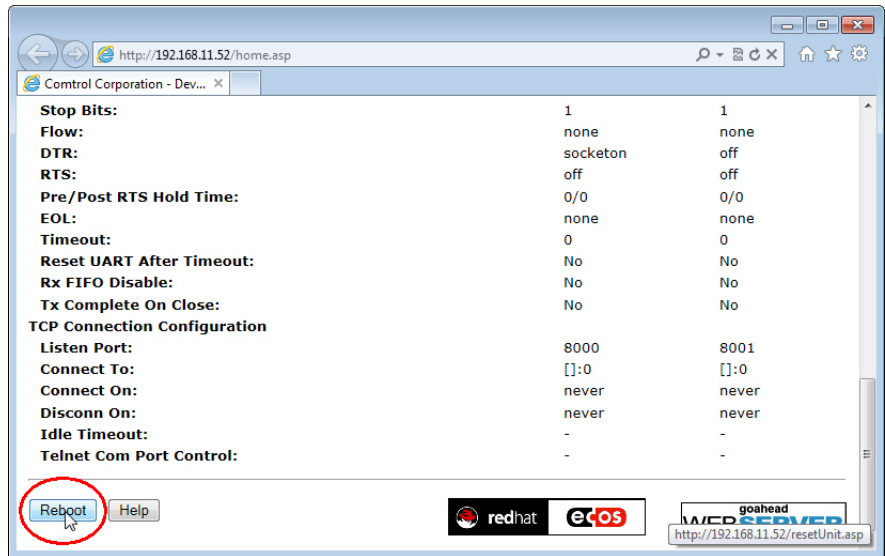 http://192.168.11.52/home.asp
Comtrol Corporation - Dev...
Stop Bits: 1 1
Flow: none none
DTR: socketon off
RTS: off off
Pre/Post RTS Hold Time: 0/0 0/0
EOL: none none
Timeout: 0 0
Reset UART After Timeout: No No
Rx FIFO Disable: No No
Tx Complete On Close: No No
TCP Connection Configuration
Listen Port: 8000 8001
Connect To: []:0 []:0
Connect On: never never
Disconn On: never never
Idle Timeout: - -
Telnet Com Port Control: - -
Reboot Help redhat ecos goahead
WEBSERVER
http://192.168.11.52/resetUnit.asp